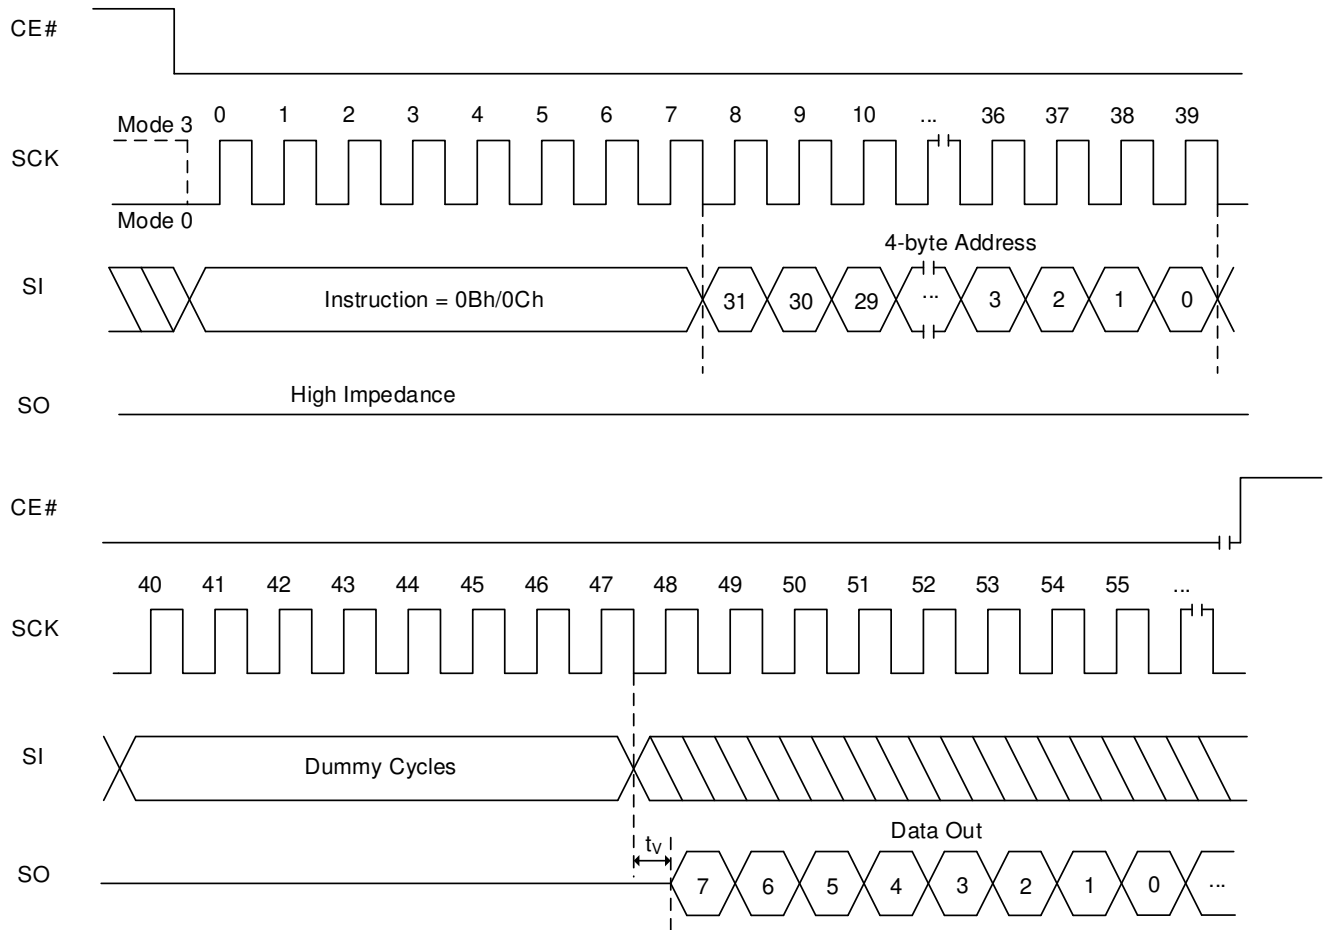 CE#
Mode 3 0 1 2 3 4 5 6 7 8 9 10 ... 36 37 38 39
SCK
Mode 0
4-byte Address
SI Instruction = 0Bh/0Ch 31 30 29 ... 3 2 1 0
High Impedance
SO
CE#
40 41 42 43 44 45 46 47 48 49 50 51 52 53 54 55 ...
SCK
SI Dummy Cycles
Data Out
tV
SO 7 6 5 4 3 2 1 0 ...